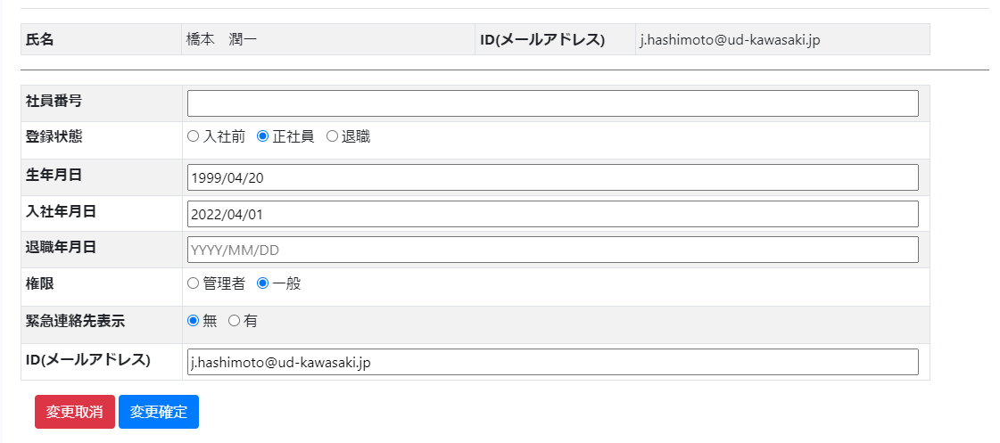 氏名 橋本　潤一 ID(メールアドレス) j.hashimoto@ud-kawasaki.jp
社員番号
登録状態 入社前 正社員 退職
生年月日 1999/04/20
入社年月日 2022/04/01
退職年月日 YYYY/MM/DD
権限 管理者 一般
緊急連絡先表示 無 有
ID(メールアドレス) j.hashimoto@ud-kawasaki.jp
変更取消 変更確定